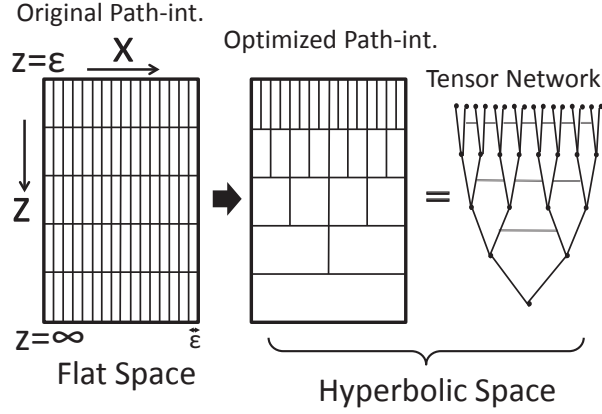 Original Path-int.
z=ε
X
Z
z=∞
ε
Flat Space
Optimized Path-int.
Tensor Network
=
Hyperbolic Space